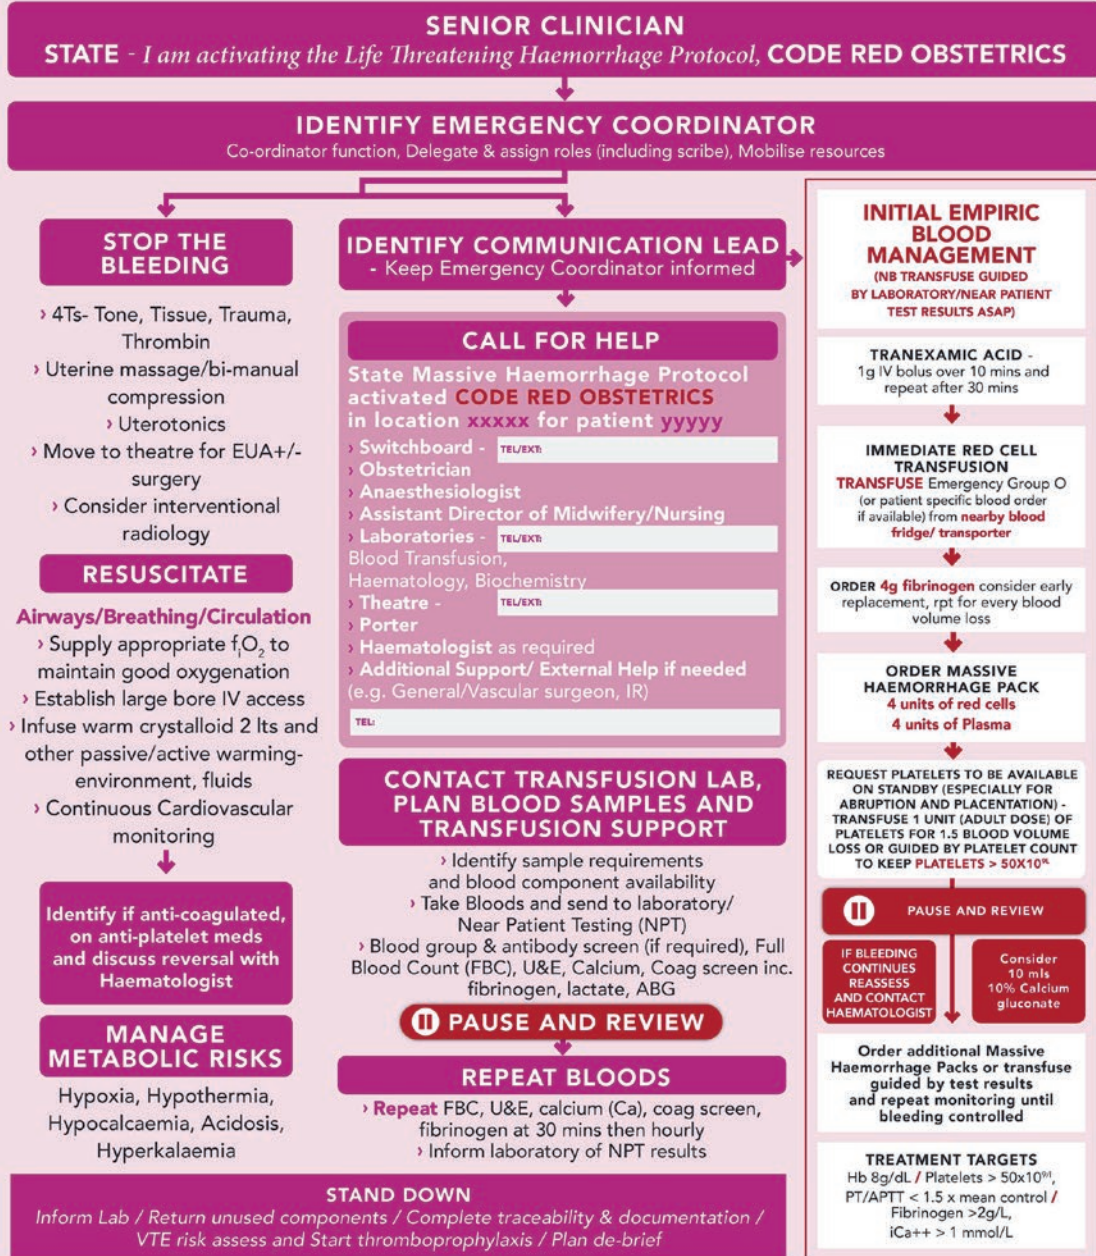 SENIOR CLINICIAN
STATE - I am activating the Life Threatening Haemorrhage Protocol, CODE RED OBSTETRICS
IDENTIFY EMERGENCY COORDINATOR
Co-ordinator function, Delegate & assign roles (including scribe), Mobilise resources
STOP THE
BLEEDING
› 4Ts- Tone, Tissue, Trauma,
Thrombin
› Uterine massage/bi-manual
compression
› Uterotonics
› Move to theatre for EUA+/-
surgery
› Consider interventional
radiology
RESUSCITATE
Airways/Breathing/Circulation
› Supply appropriate fiO2 to
maintain good oxygenation
› Establish large bore IV access
› Infuse warm crystalloid 2 lts and
other passive/active warming-
environment, fluids
› Continuous Cardiovascular
monitoring
Identify if anti-coagulated,
on anti-platelet meds
and discuss reversal with
Haematologist
MANAGE
METABOLIC RISKS
Hypoxia, Hypothermia,
Hypocalcaemia, Acidosis,
Hyperkalaemia
IDENTIFY COMMUNICATION LEAD
- Keep Emergency Coordinator informed
CALL FOR HELP
State Massive Haemorrhage Protocol
activated CODE RED OBSTETRICS
in location xxxxx for patient yyyyy
› Switchboard - TEL/EXT:
› Obstetrician
› Anaesthesiologist
› Assistant Director of Midwifery/Nursing
› Laboratories - TEL/EXT:
Blood Transfusion,
Haematology, Biochemistry
› Theatre - TEL/EXT:
› Porter
› Haematologist as required
› Additional Support/ External Help if needed
(e.g. General/Vascular surgeon, IR)
TEL:
CONTACT TRANSFUSION LAB,
PLAN BLOOD SAMPLES AND
TRANSFUSION SUPPORT
› Identify sample requirements
and blood component availability
› Take Bloods and send to laboratory/
Near Patient Testing (NPT)
› Blood group & antibody screen (if required), Full
Blood Count (FBC), U&E, Calcium, Coag screen inc.
fibrinogen, lactate, ABG
PAUSE AND REVIEW
REPEAT BLOODS
› Repeat FBC, U&E, calcium (Ca), coag screen,
fibrinogen at 30 mins then hourly
› Inform laboratory of NPT results
INITIAL EMPIRIC
BLOOD
MANAGEMENT
(NB TRANSFUSE GUIDED
BY LABORATORY/NEAR PATIENT
TEST RESULTS ASAP)
TRANEXAMIC ACID -
1g IV bolus over 10 mins and
repeat after 30 mins
IMMEDIATE RED CELL
TRANSFUSION
TRANSFUSE Emergency Group O
(or patient specific blood order
if available) from nearby blood
fridge/ transporter
ORDER 4g fibrinogen consider early
replacement, rpt for every blood
volume loss
ORDER MASSIVE
HAEMORRHAGE PACK
4 units of red cells
4 units of Plasma
REQUEST PLATELETS TO BE AVAILABLE
ON STANDBY (ESPECIALLY FOR
ABRUPTION AND PLACENTATION) -
TRANSFUSE 1 UNIT (ADULT DOSE) OF
PLATELETS FOR 1.5 BLOOD VOLUME
LOSS OR GUIDED BY PLATELET COUNT
TO KEEP PLATELETS > 50X10⁹ᴸ
PAUSE AND REVIEW
IF BLEEDING
CONTINUES
REASSESS
AND CONTACT
HAEMATOLOGIST
Consider
10 mls
10% Calcium
gluconate
Order additional Massive
Haemorrhage Packs or transfuse
guided by test results
and repeat monitoring until
bleeding controlled
TREATMENT TARGETS
Hb 8g/dL / Platelets > 50x10⁹/ˡ,
PT/APTT < 1.5 x mean control /
Fibrinogen >2g/L,
iCa++ > 1 mmol/L
STAND DOWN
Inform Lab / Return unused components / Complete traceability & documentation /
VTE risk assess and Start thromboprophylaxis / Plan de-brief